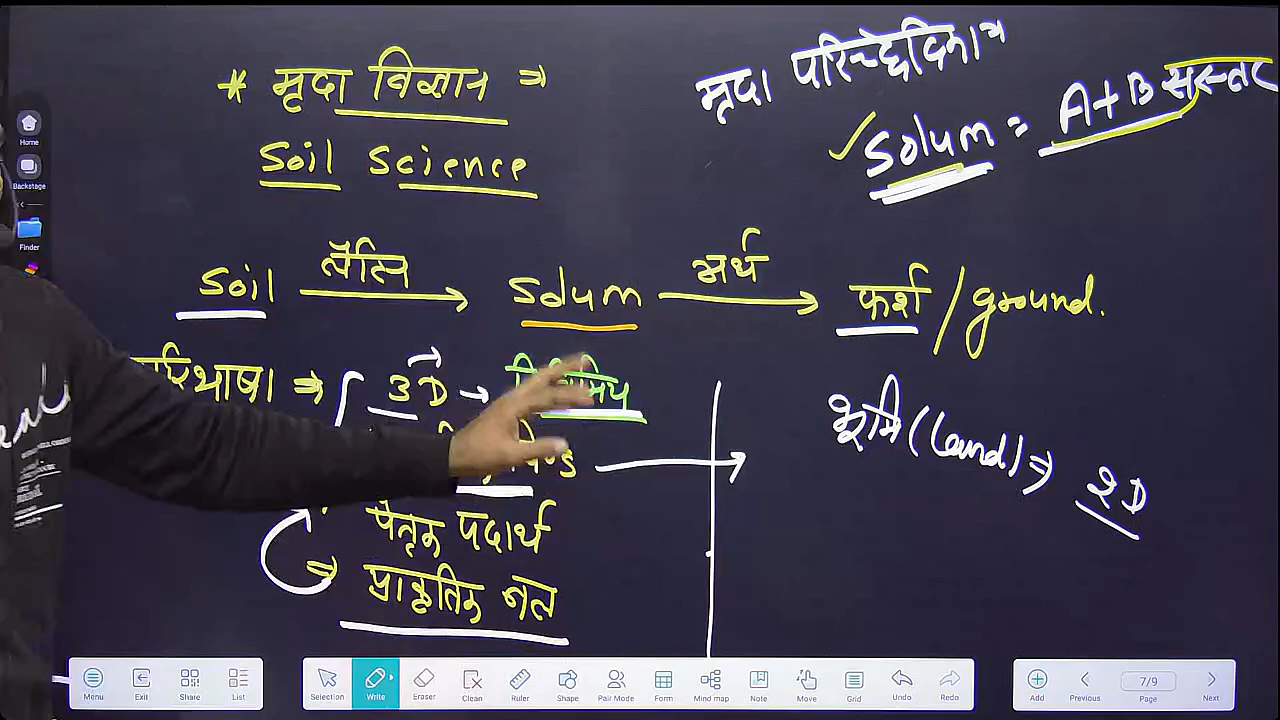 * मृदा विज्ञान ⇒
Soil Science
मृदा परिच्छेदिकाय
✓ Solum = A+B संस्तर
Soil → लैटिन → Solum → अर्थ → फर्श / ground.
परिभाषा ⇒ 3D →
भूमि (land) ⇒ 2D
पैतृक पदार्थ
⇒ प्राकृतिक बल
Home
Backstage
Finder
Menu Exit Share List
Selection Write Eraser Clean Ruler Shape Pair Mode Form Mind map Note Move Grid Undo Redo
Add Previous 7/9 Page Next